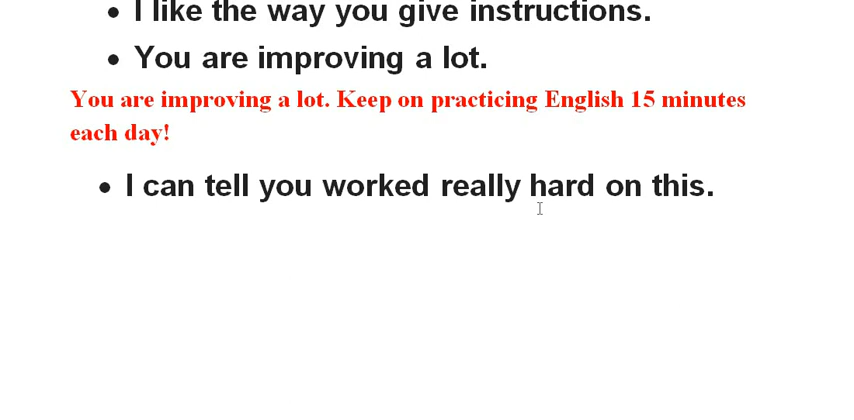 • I like the way you give instructions.
• You are improving a lot.
You are improving a lot. Keep on practicing English 15 minutes
each day!
• I can tell you worked really hard on this.